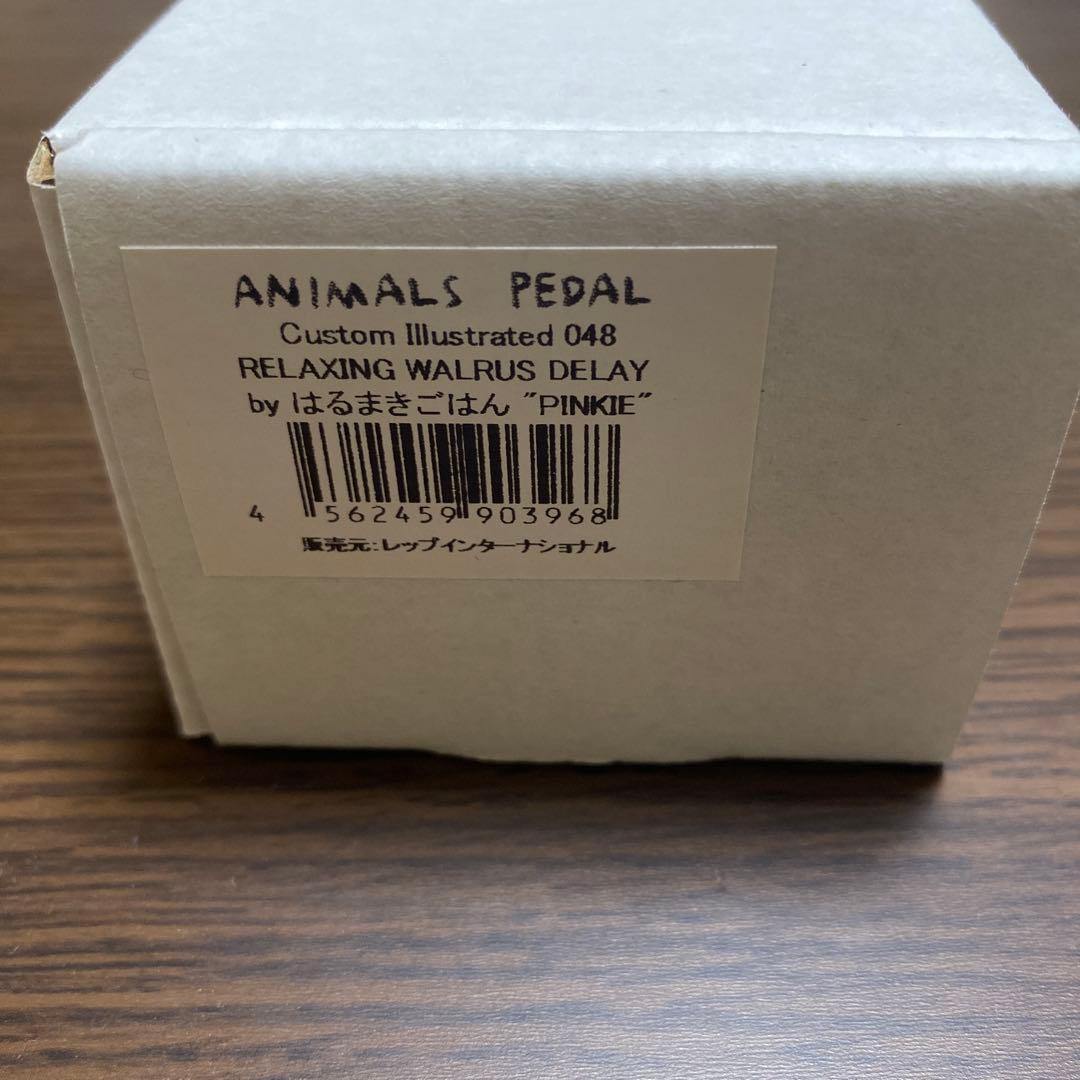 ANIMALS PEDAL
Custom Illustrated 048
RELAXING WALRUS DELAY
by はるまきごはん "PINKIE"
4 562459 903968
販売元:レップインターナショナル